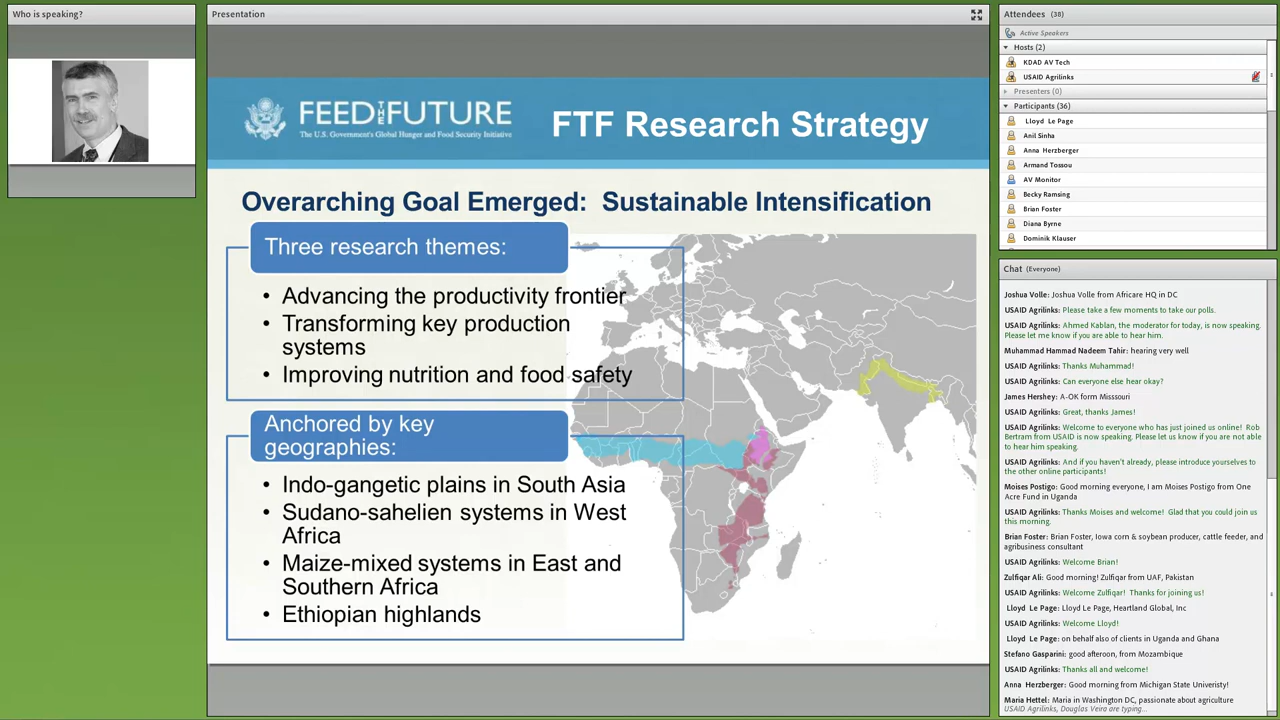 Who is speaking?
Presentation
FEED THE FUTURE
The U.S. Government's Global Hunger and Food Security Initiative
FTF Research Strategy
Overarching Goal Emerged: Sustainable Intensification
Three research themes:
• Advancing the productivity frontier
• Transforming key production
systems
• Improving nutrition and food safety
Anchored by key
geographies:
• Indo-gangetic plains in South Asia
• Sudano-sahelien systems in West
Africa
• Maize-mixed systems in East and
Southern Africa
• Ethiopian highlands
Attendees (38)
Active Speakers
Hosts (2)
KDAD AV Tech
USAID Agrilinks
Presenters (0)
Participants (36)
Lloyd Le Page
Anil Sinha
Anna Herzberger
Armand Tossou
AV Monitor
Becky Ramsing
Brian Foster
Diana Byrne
Dominik Klauser
Chat (Everyone)
Joshua Volle: Joshua Volle from Africare HQ in DC
USAID Agrilinks: Please take a few moments to take our polls.
USAID Agrilinks: Ahmed Kablan, the moderator for today, is now speaking.
Please let me know if you are able to hear him.
Muhammad Hammad Nadeem Tahir: hearing very well
USAID Agrilinks: Thanks Muhammad!
USAID Agrilinks: Can everyone else hear okay?
James Hershey: A-OK form Misssouri
USAID Agrilinks: Great, thanks James!
USAID Agrilinks: Welcome to everyone who has just joined us online! Rob
Bertram from USAID is now speaking. Please let us know if you are not able
to hear him speaking.
USAID Agrilinks: And if you haven't already, please introduce yourselves to
the other online participants!
Moises Postigo: Good morning everyone, I am Moises Postigo from One
Acre Fund in Uganda
USAID Agrilinks: Thanks Moises and welcome! Glad that you could join us
this morning.
Brian Foster: Brian Foster, Iowa corn & soybean producer, cattle feeder, and
agribusiness consultant
USAID Agrilinks: Welcome Brian!
Zulfiqar Ali: Good morning! Zulfiqar from UAF, Pakistan
USAID Agrilinks: Welcome Zulfiqar! Thanks for joining us!
Lloyd Le Page: Lloyd Le Page, Heartland Global, Inc
USAID Agrilinks: Welcome Lloyd!
Lloyd Le Page: on behalf also of clients in Uganda and Ghana
Stefano Gasparini: good afteroon, from Mozambique
USAID Agrilinks: Thanks all and welcome!
Anna Herzberger: Good morning from Michigan State Univeristy!
Maria Hettel: Maria in Washington DC, passionate about agriculture
USAID Agrilinks, Douglas Veira are typing...